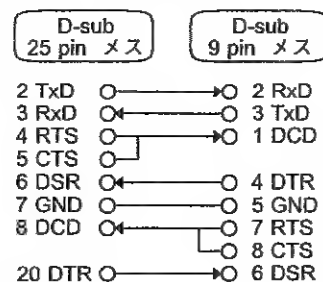 D-sub
25 pin メス
D-sub
9 pin メス
2 TxD 2 RxD
3 RxD 3 TxD
4 RTS 1 DCD
5 CTS
6 DSR 4 DTR
7 GND 5 GND
8 DCD 7 RTS
8 CTS
20 DTR 6 DSR